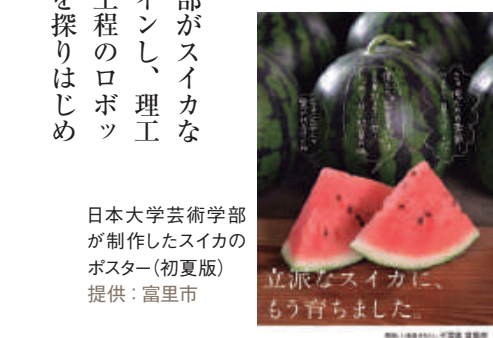 部がスイカな
インし、理工
工程のロボッ
を探りはじめ
日本大学芸術学部
が制作したスイカの
ポスター(初夏版)
提供:富里市
立派なスイカに、
もう育ちました。